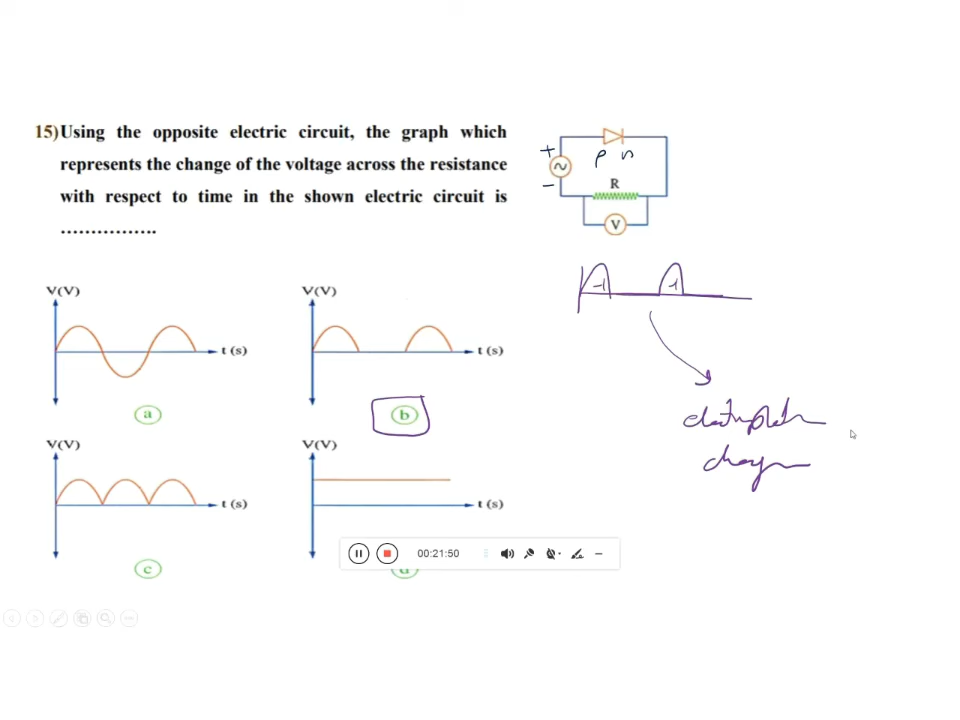 15)Using the opposite electric circuit, the graph which
represents the change of the voltage across the resistance
with respect to time in the shown electric circuit is
................
+
-
P n
R
V
V(V)
t (s)
a
V(V)
t (s)
b
V(V)
t (s)
c
V(V)
t (s)
d
00:21:50